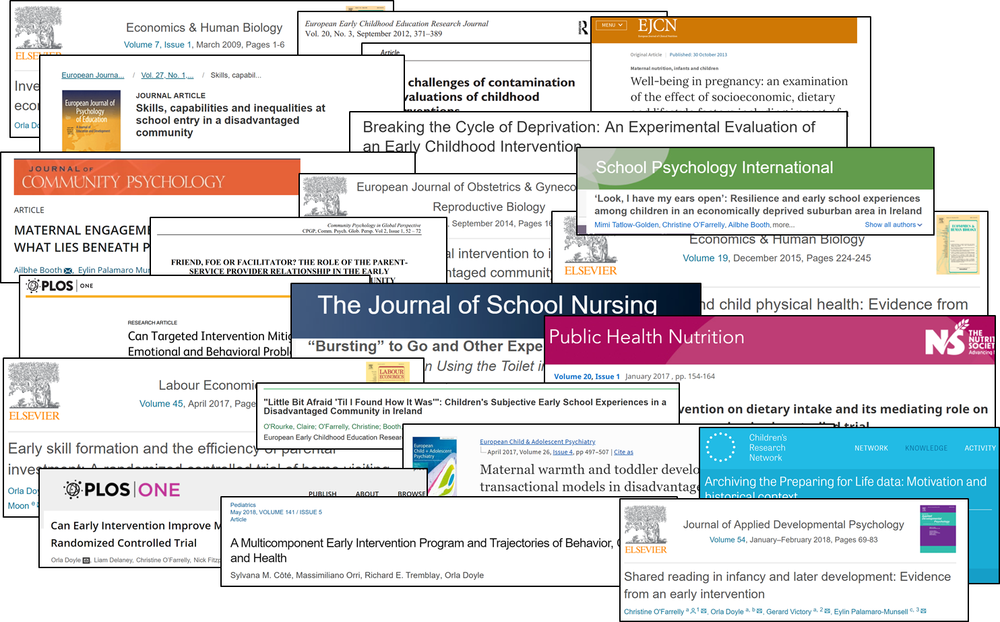 Economics & Human Biology
Volume 7, Issue 1, March 2009, Pages 1-6
ELSEVIER
Orla
European Early Childhood Education Research Journal
Vol. 20, No. 3, September 2012, 371–389
Article
challenges of contamination
childhood
MENU
EJCN
European Journal of Clinical Nutrition
Original Article | Published: 30 October 2013
Maternal nutrition, infants and children
Well-being in pregnancy: an examination
of the effect of socioeconomic, dietary
and lifestyle factors including impact of a
European Journa... / Vol. 27, No. 1,... / Skills, capabil...
European Journal of
Psychology
of Education
JOURNAL ARTICLE
Skills, capabilities and inequalities at
school entry in a disadvantaged
community
Breaking the Cycle of Deprivation: An Experimental Evaluation of
an Early Childhood Intervention
School Psychology International
‘Look, I have my ears open’: Resilience and early school experiences
among children in an economically deprived suburban area in Ireland
Mimi Tatlow-Golden, Christine O'Farrelly, Ailbhe Booth, more...
Show all authors
JOURNAL OF
COMMUNITY PSYCHOLOGY
ARTICLE
MATERNAL ENGAGEM
WHAT LIES BENEATH P
Ailbhe Booth, Eylin Palamaro Mun
European Journal of Obstetrics & Gyneco
Reproductive Biology
, September 2014, Pages 16
al intervention to i
ntaged community
Community Psychology in Global Perspective
CPGP, Comm. Psych. Glob. Persp. Vol 2, Issue 1, 52 – 72
FRIEND, FOE OR FACILITATOR? THE ROLE OF THE PARENT-
SERVICE PROVIDER RELATIONSHIP IN THE EARLY
UNITY
Economics & Human Biology
Volume 19, December 2015, Pages 224-245
ELSEVIER
ECONOMICS &
HUMAN BIOLOGY
nd child physical health: Evidence from
PLOS | ONE
RESEARCH ARTICLE
Can Targeted Intervention Mitig
Emotional and Behavioral Probl
The Journal of School Nursing
“Bursting” to Go and Other Expe
n Using the Toilet in
Public Health Nutrition
NS THE
NUTRIT
SOCIET
Advancing
Volume 20, Issue 1 January 2017 , pp. 154-164
vention on dietary intake and its mediating role on
trial
ELSEVIER
Labour Economic
Volume 45, April 2017, Page
LABOUR
ECONOMICS
Early skill formation and the efficiency of parental
investment: A randomized controlled trial of home visiting
Orla Do
Moon
"Little Bit Afraid 'Til I Found How It Was'": Children's Subjective Early School Experiences in a
Disadvantaged Community in Ireland
O'Rourke, Claire; O'Farrelly, Christine; Booth,
European Early Childhood Education Resear
European
Child + Adolescent
Psychiatry
European Child & Adolescent Psychiatry
April 2017, Volume 26, Issue 4, pp 497–507 | Cite as
Maternal warmth and toddler develo
transactional models in disadvantage
Children's
Research
Network
NETWORK KNOWLEDGE ACTIVITY
Archiving the Preparing for Life data: Motivation and
historical context
PLOS | ONE
PUBLISH ABOUT BROWSE
Can Early Intervention Improve M
Randomized Controlled Trial
Orla Doyle, Liam Delaney, Christine O'Farrelly, Nick Fitzp
Pediatrics
May 2018, VOLUME 141 / ISSUE 5
Article
A Multicomponent Early Intervention Program and Trajectories of Behavior, C
and Health
Sylvana M. Côté, Massimiliano Orri, Richard E. Tremblay, Orla Doyle
ELSEVIER
Journal of Applied Developmental Psychology
Volume 54, January–February 2018, Pages 69-83
Shared reading in infancy and later development: Evidence
from an early intervention
Christine O'Farrelly a 1, Orla Doyle a, b, Gerard Victory a, 2, Eylin Palamaro-Munsell c, 3